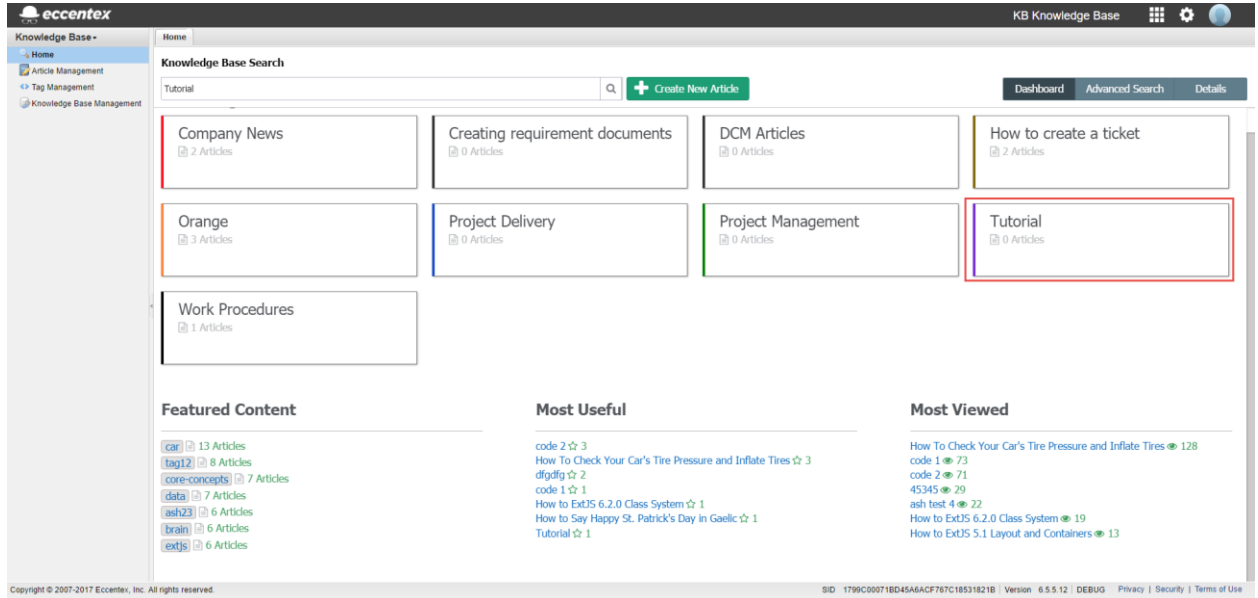 eccentex
KB Knowledge Base
Knowledge Base
Home
Article Management
Tag Management
Knowledge Base Management
Home
Knowledge Base Search
Tutorial
Create New Article
Dashboard
Advanced Search
Details
Company News
2 Articles
Creating requirement documents
0 Articles
DCM Articles
0 Articles
How to create a ticket
2 Articles
Orange
3 Articles
Project Delivery
0 Articles
Project Management
0 Articles
Tutorial
0 Articles
Work Procedures
1 Articles
Featured Content
car 13 Articles
tag12 8 Articles
core-concepts 7 Articles
data 7 Articles
ash23 6 Articles
brain 6 Articles
extjs 6 Articles
Most Useful
code 2 3
How To Check Your Car's Tire Pressure and Inflate Tires 3
dfgdfg 2
code 1 1
How to ExtJS 6.2.0 Class System 1
How to Say Happy St. Patrick's Day in Gaelic 1
Tutorial 1
Most Viewed
How To Check Your Car's Tire Pressure and Inflate Tires 128
code 1 73
code 2 71
45345 29
ash test 4 22
How to ExtJS 6.2.0 Class System 19
How to ExtJS 5.1 Layout and Containers 13
Copyright © 2007-2017 Eccentex, Inc. All rights reserved.
SID 1799C00071BD45A6ACF767C18531821B Version 6.5.5.12 DEBUG Privacy | Security | Terms of Use